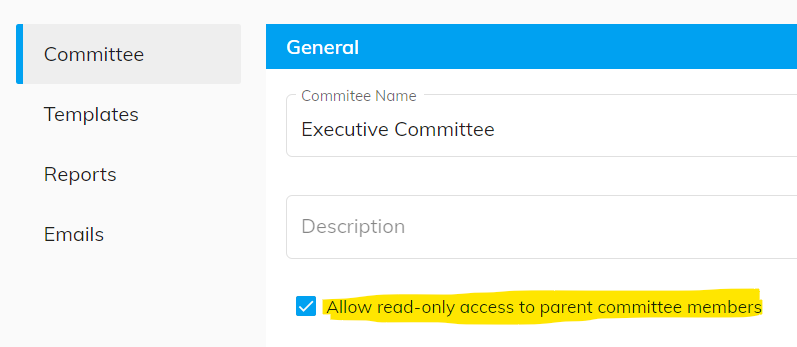 Committee
Templates
Reports
Emails
General
Commitee Name
Executive Committee
Description
Allow read-only access to parent committee members